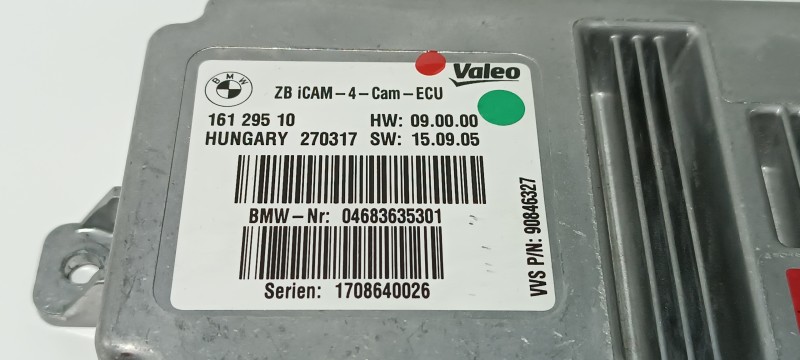 BMW
Valeo
ZB iCAM-4-Cam-ECU
161 295 10 HW: 09.00.00
HUNGARY 270317 SW: 15.09.05
BMW-Nr: 04683635301
Serien: 1708640026
VVS P/N: 90846327